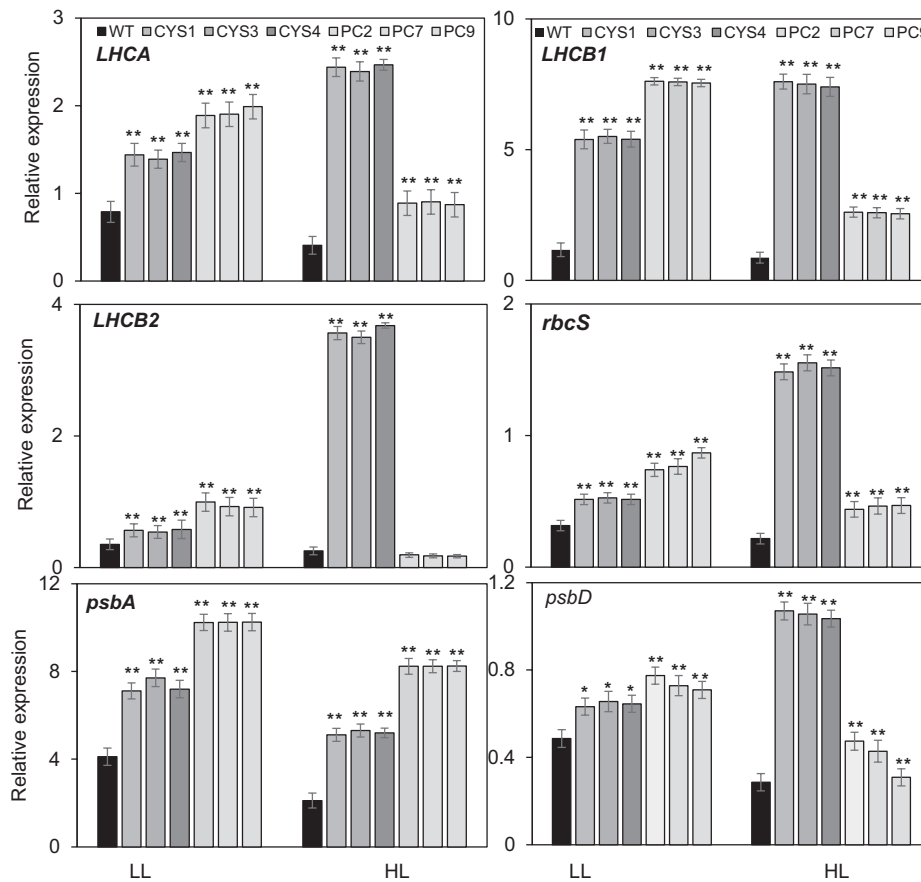 WT CYS1 CYS3 CYS4 PC2 PC7 PC9
LHCA
Relative expression
3
2
1
0
** ** ** ** ** **
** ** ** ** ** **
WT CYS1 CYS3 CYS4 PC2 PC7 PC9
LHCB1
10
5
0
** ** ** ** ** **
** ** ** ** ** **
LHCB2
Relative expression
4
2
0
** ** ** ** ** **
** ** **
rbcS
2
1
0
** ** ** ** ** **
** ** ** ** ** **
psbA
Relative expression
12
8
4
0
** ** ** ** ** **
** ** ** ** ** **
LL HL
psbD
1.2
0.8
0.4
0
* * * ** ** **
** ** ** ** ** **
LL HL